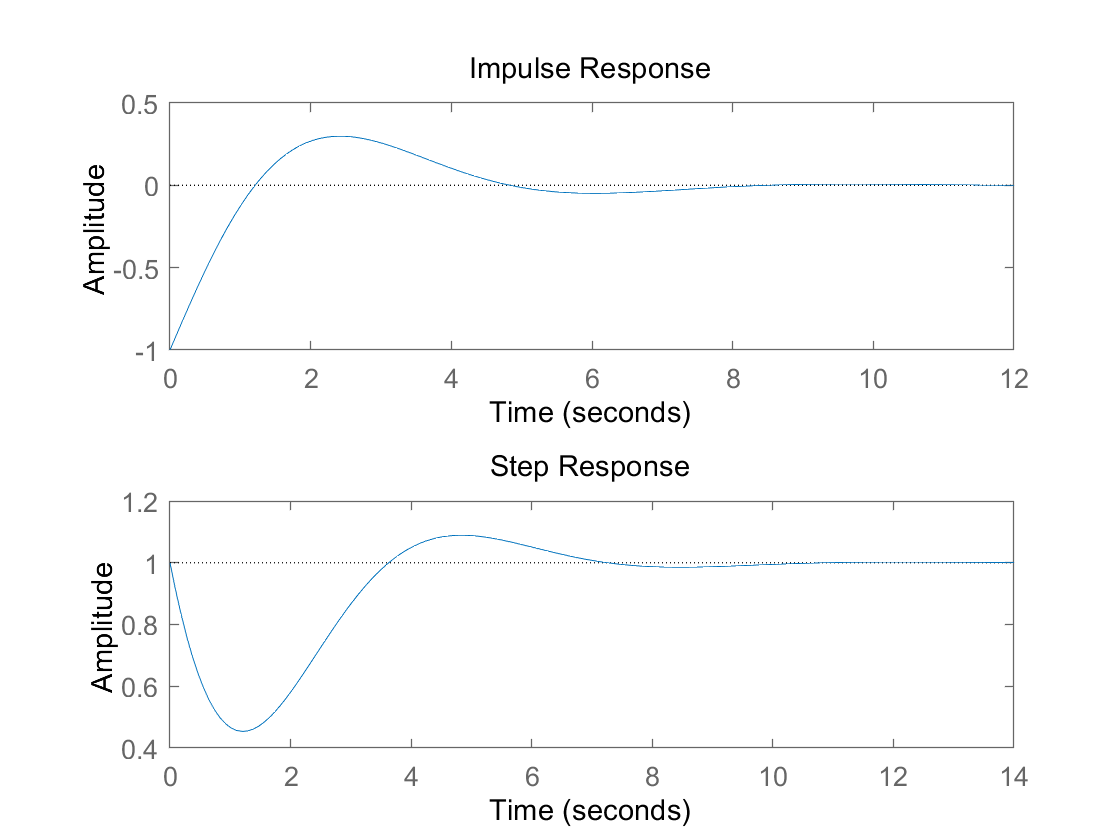 Impulse Response
0.5
0
-0.5
-1
Amplitude
0 2 4 6 8 10 12
Time (seconds)
Step Response
1.2
1
0.8
0.6
0.4
Amplitude
0 2 4 6 8 10 12 14
Time (seconds)